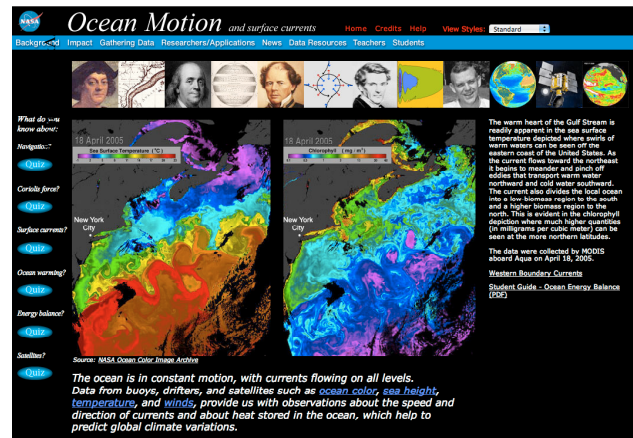 NASA
Ocean Motion and surface currents
Home Credits Help View Styles: Standard
Background Impact Gathering Data Researchers/Applications News Data Resources Teachers Students
What do you
know about:
Navigation?
Quiz
Coriolis force?
Quiz
Surface currents?
Quiz
Ocean warming?
Quiz
Energy balance?
Quiz
Satellites?
Quiz
18 April 2005
Sea Surface Temperature (°C)
New York
City
18 April 2005
Chlorophyll (mg · m⁻³)
New York
City
Source: NASA Ocean Color Image Archive
The ocean is in constant motion, with currents flowing on all levels.
Data from buoys, drifters, and satellites such as ocean color, sea height,
temperature, and winds, provide us with observations about the speed and
direction of currents and about heat stored in the ocean, which help to
predict global climate variations.
The warm heart of the Gulf Stream is
readily apparent in the sea surface
temperature depicted where swirls of
warm waters can be seen off the
eastern coast of the United States. As
the current flows toward the northeast
it begins to meander and pinch off
eddies that transport warm water
northward and cold water southward.
The current also divides the local ocean
into a low-biomass region to the south
and a higher biomass region to the
north. This is evident in the chlorophyll
depiction where much higher quantities
(in milligrams per cubic meter) can be
seen at the more northern latitudes.
The data were collected by MODIS
aboard Aqua on April 18, 2005.
Western Boundary Currents
Student Guide - Ocean Energy Balance
(PDF)